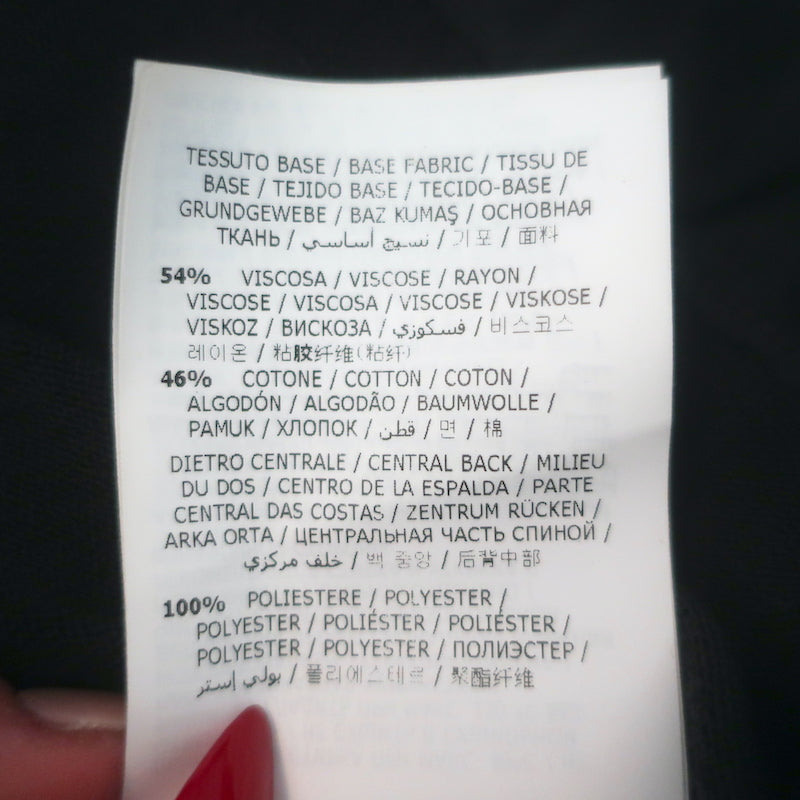 TESSUTO BASE / BASE FABRIC / TISSU DE
BASE / TEJIDO BASE / TECIDO-BASE /
GRUNDGEWEBE / BAZ KUMAŞ / ОСНОВНАЯ
ТКАНЬ / نسيج أساسي / 기포 / 面料
54% VISCOSA / VISCOSE / RAYON /
VISCOSE / VISCOSA / VISCOSE / VISKOSE /
VISKOZ / ВИСКОЗА / فسكوزي / 비스코스
레이온 / 粘胶纤维(粘纤)
46% COTONE / COTTON / COTON /
ALGODÓN / ALGODÃO / BAUMWOLLE /
PAMUK / ХЛОПОК / قطن / 면 / 棉
DIETRO CENTRALE / CENTRAL BACK / MILIEU
DU DOS / CENTRO DE LA ESPALDA / PARTE
CENTRAL DAS COSTAS / ZENTRUM RÜCKEN /
ARKA ORTA / ЦЕНТРАЛЬНАЯ ЧАСТЬ СПИНОЙ /
خلف مركزي / 백 중앙 / 后背中部
100% POLIESTERE / POLYESTER /
POLYESTER / POLIÉSTER / POLIÉSTER /
POLYESTER / POLYESTER / ПОЛИЭСТЕР /
بولي إستر / 폴리에스테르 / 聚酯纤维